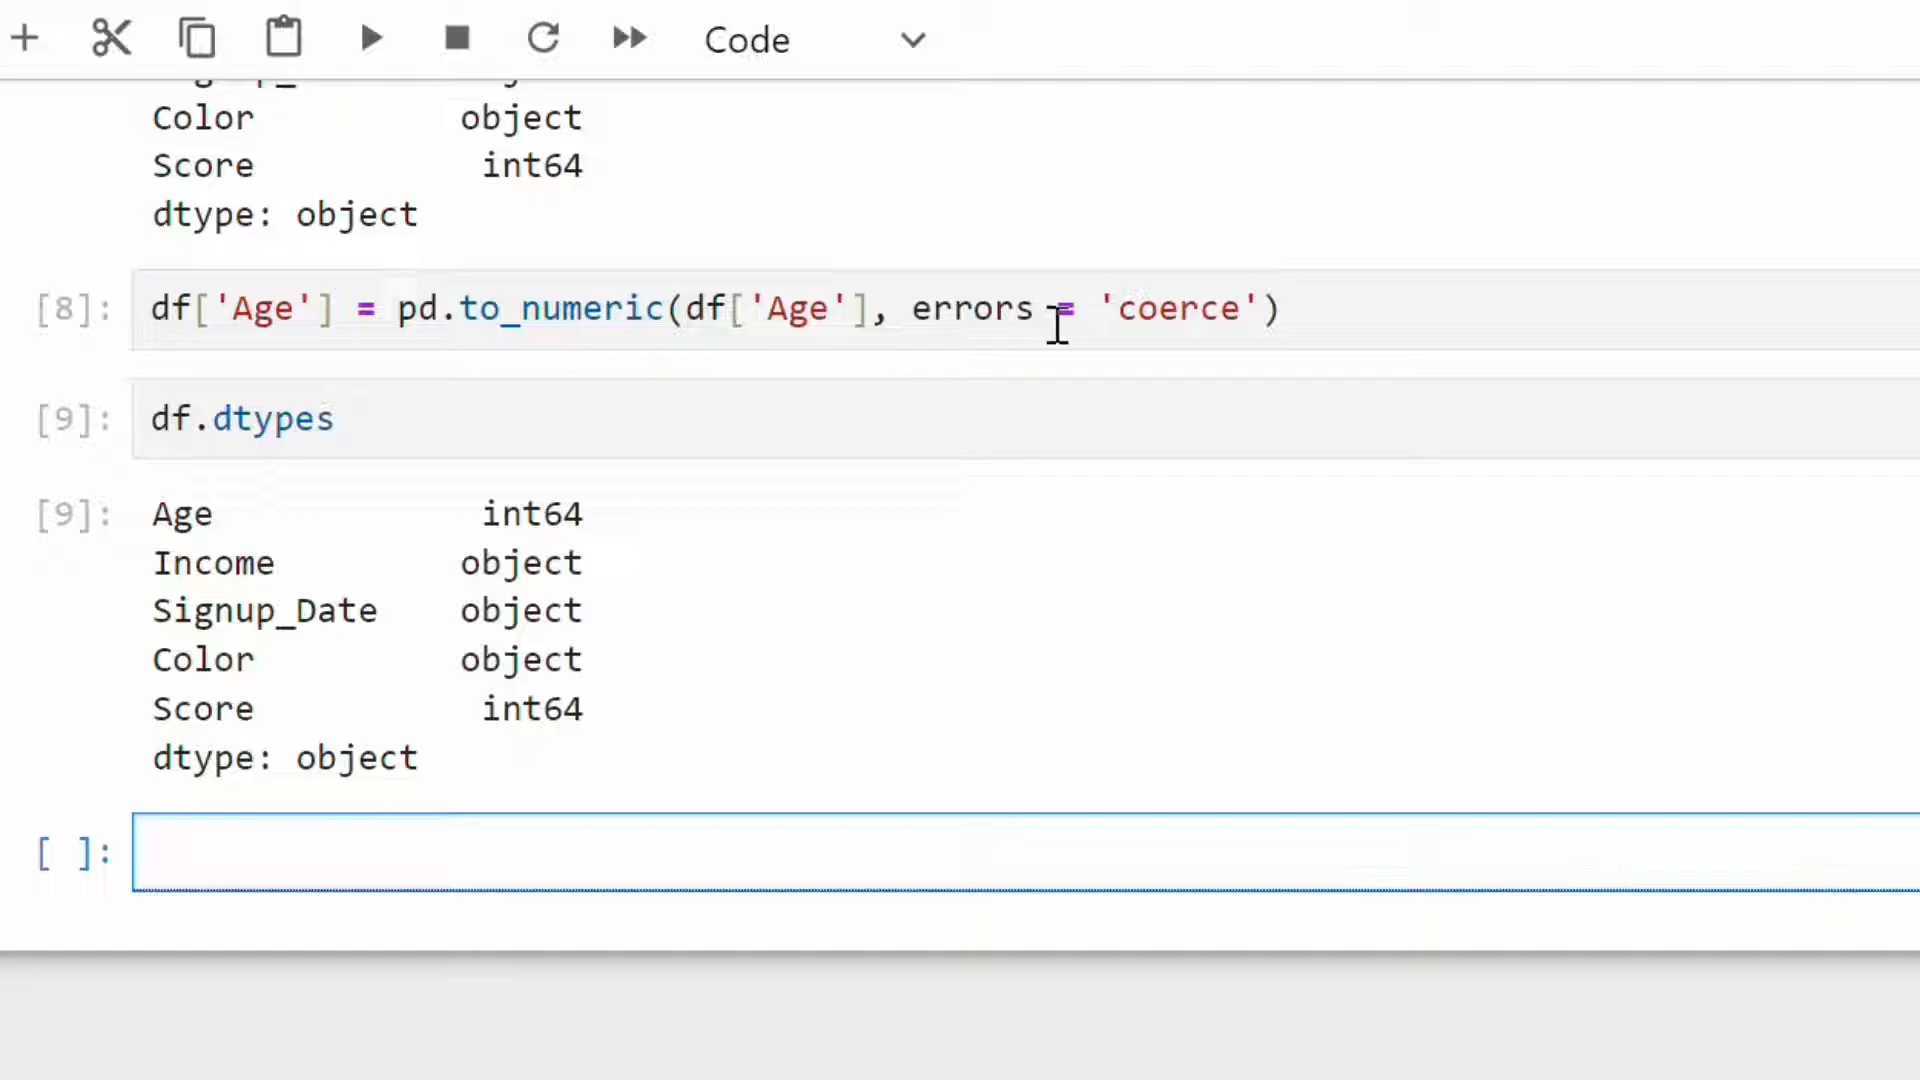 Code
Color object
Score int64
dtype: object
[8]: df['Age'] = pd.to_numeric(df['Age'], errors = 'coerce')
[9]: df.dtypes
[9]: Age int64
Income object
Signup_Date object
Color object
Score int64
dtype: object
[ ]: